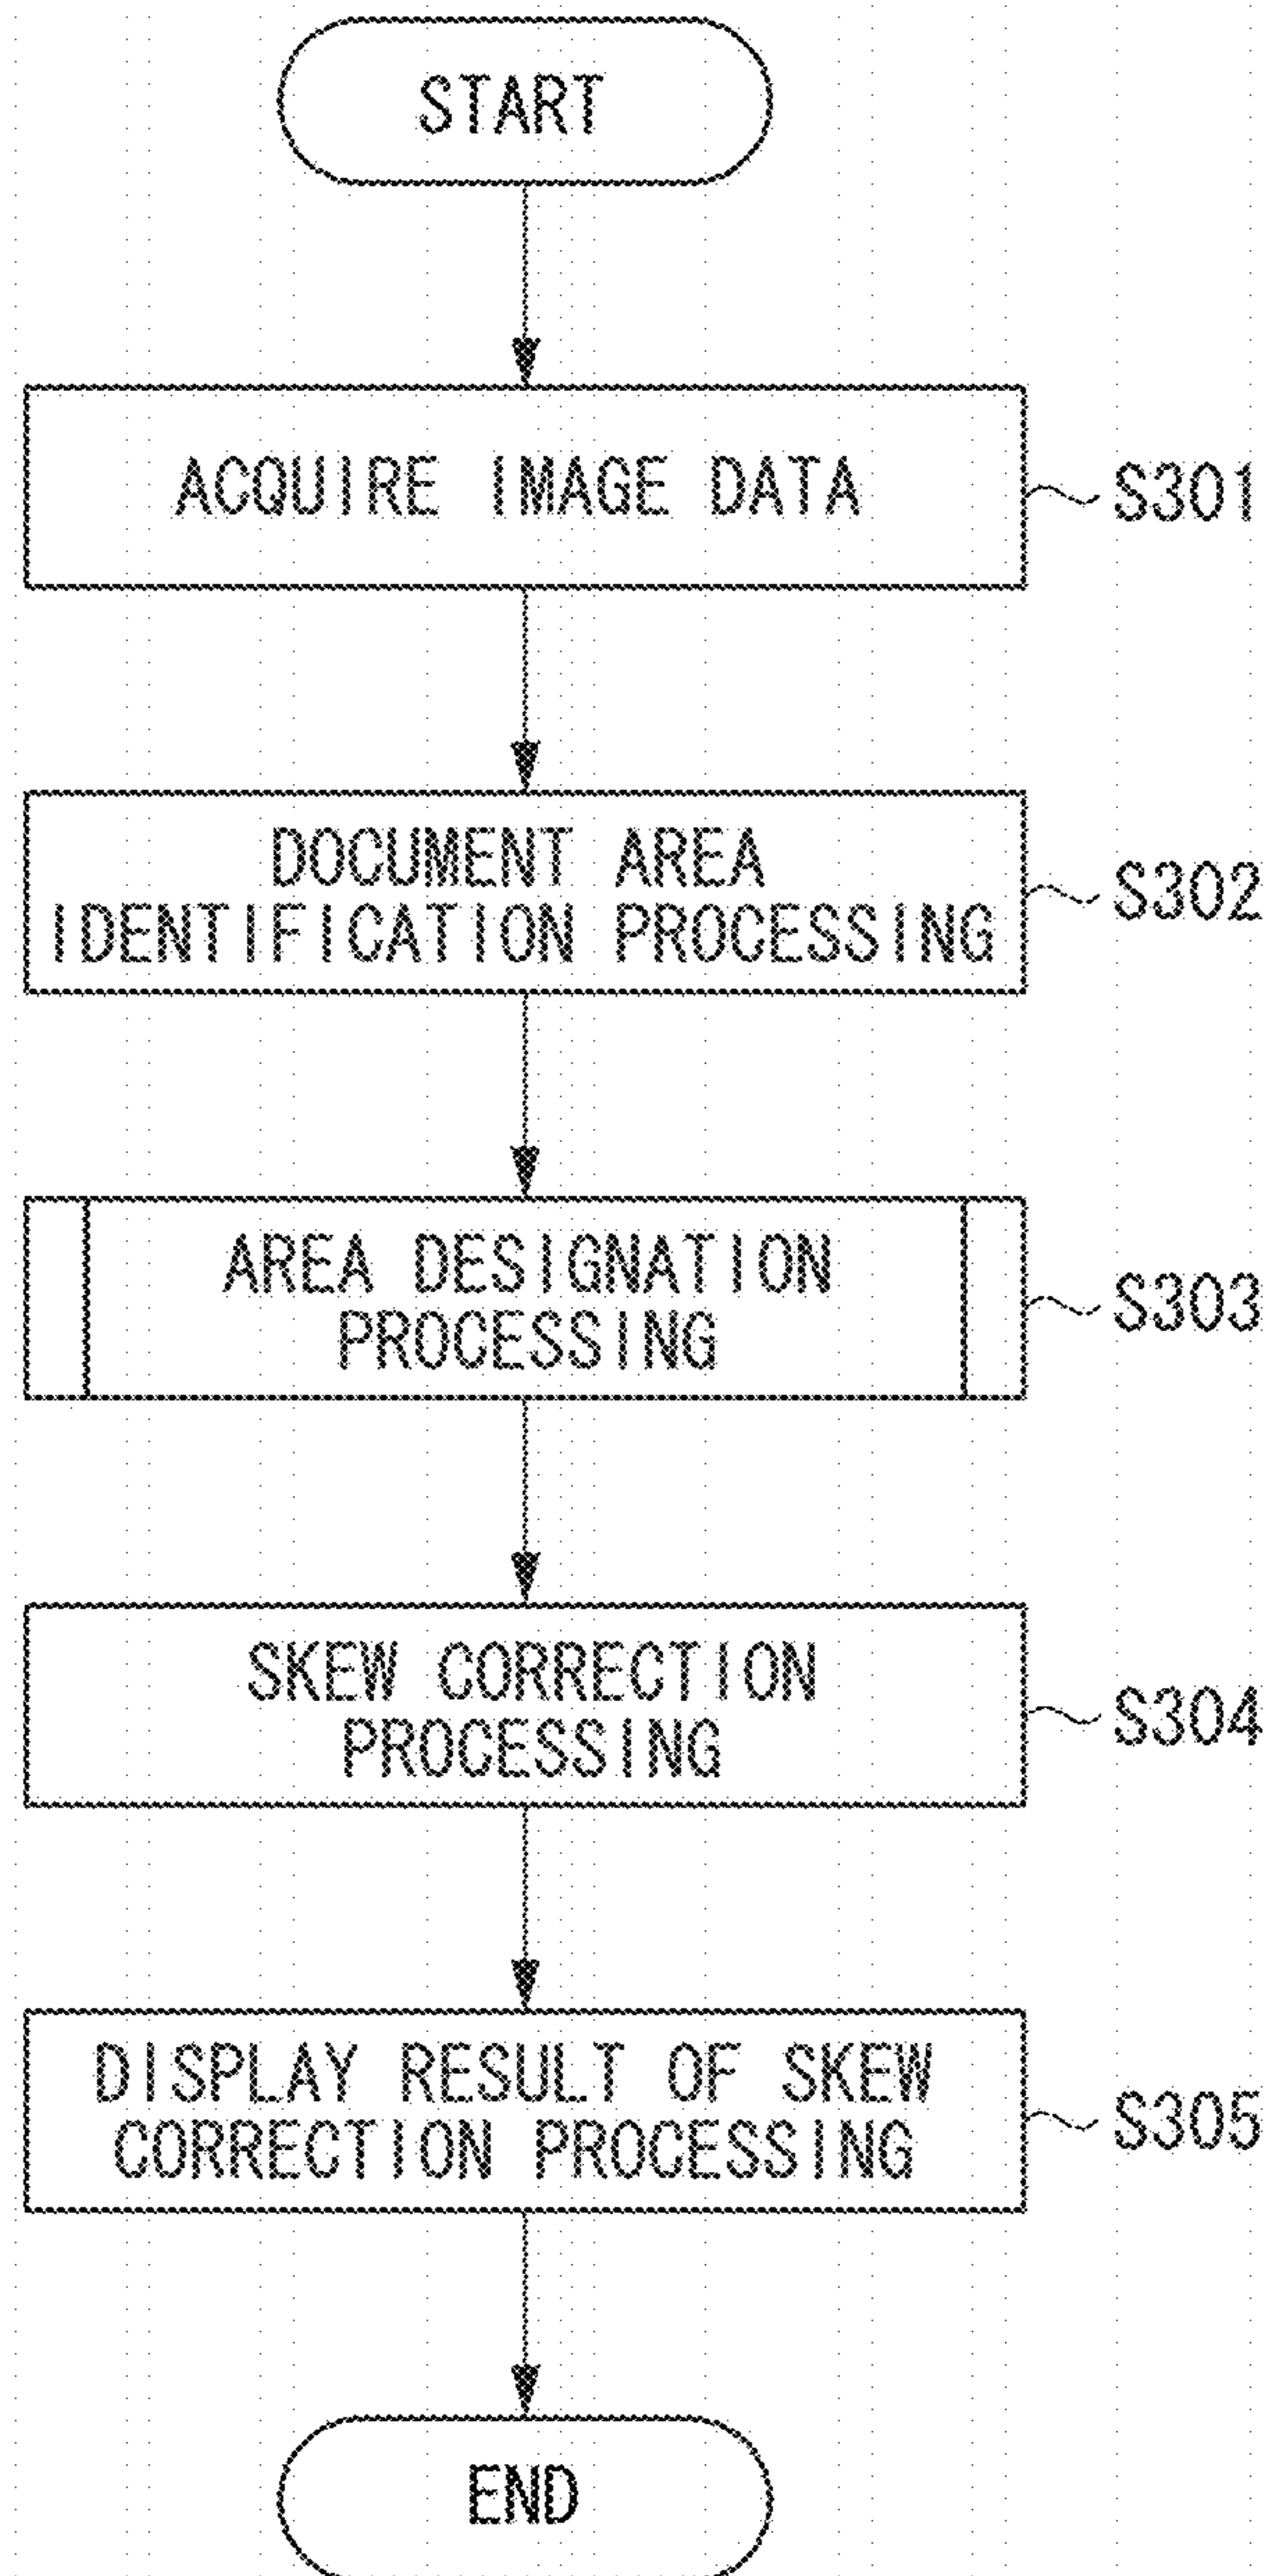 START
ACQUIRE IMAGE DATA
S301
DOCUMENT AREA
IDENTIFICATION PROCESSING
S302
AREA DESIGNATION
PROCESSING
S303
SKEW CORRECTION
PROCESSING
S304
DISPLAY RESULT OF SKEW
CORRECTION PROCESSING
S305
END